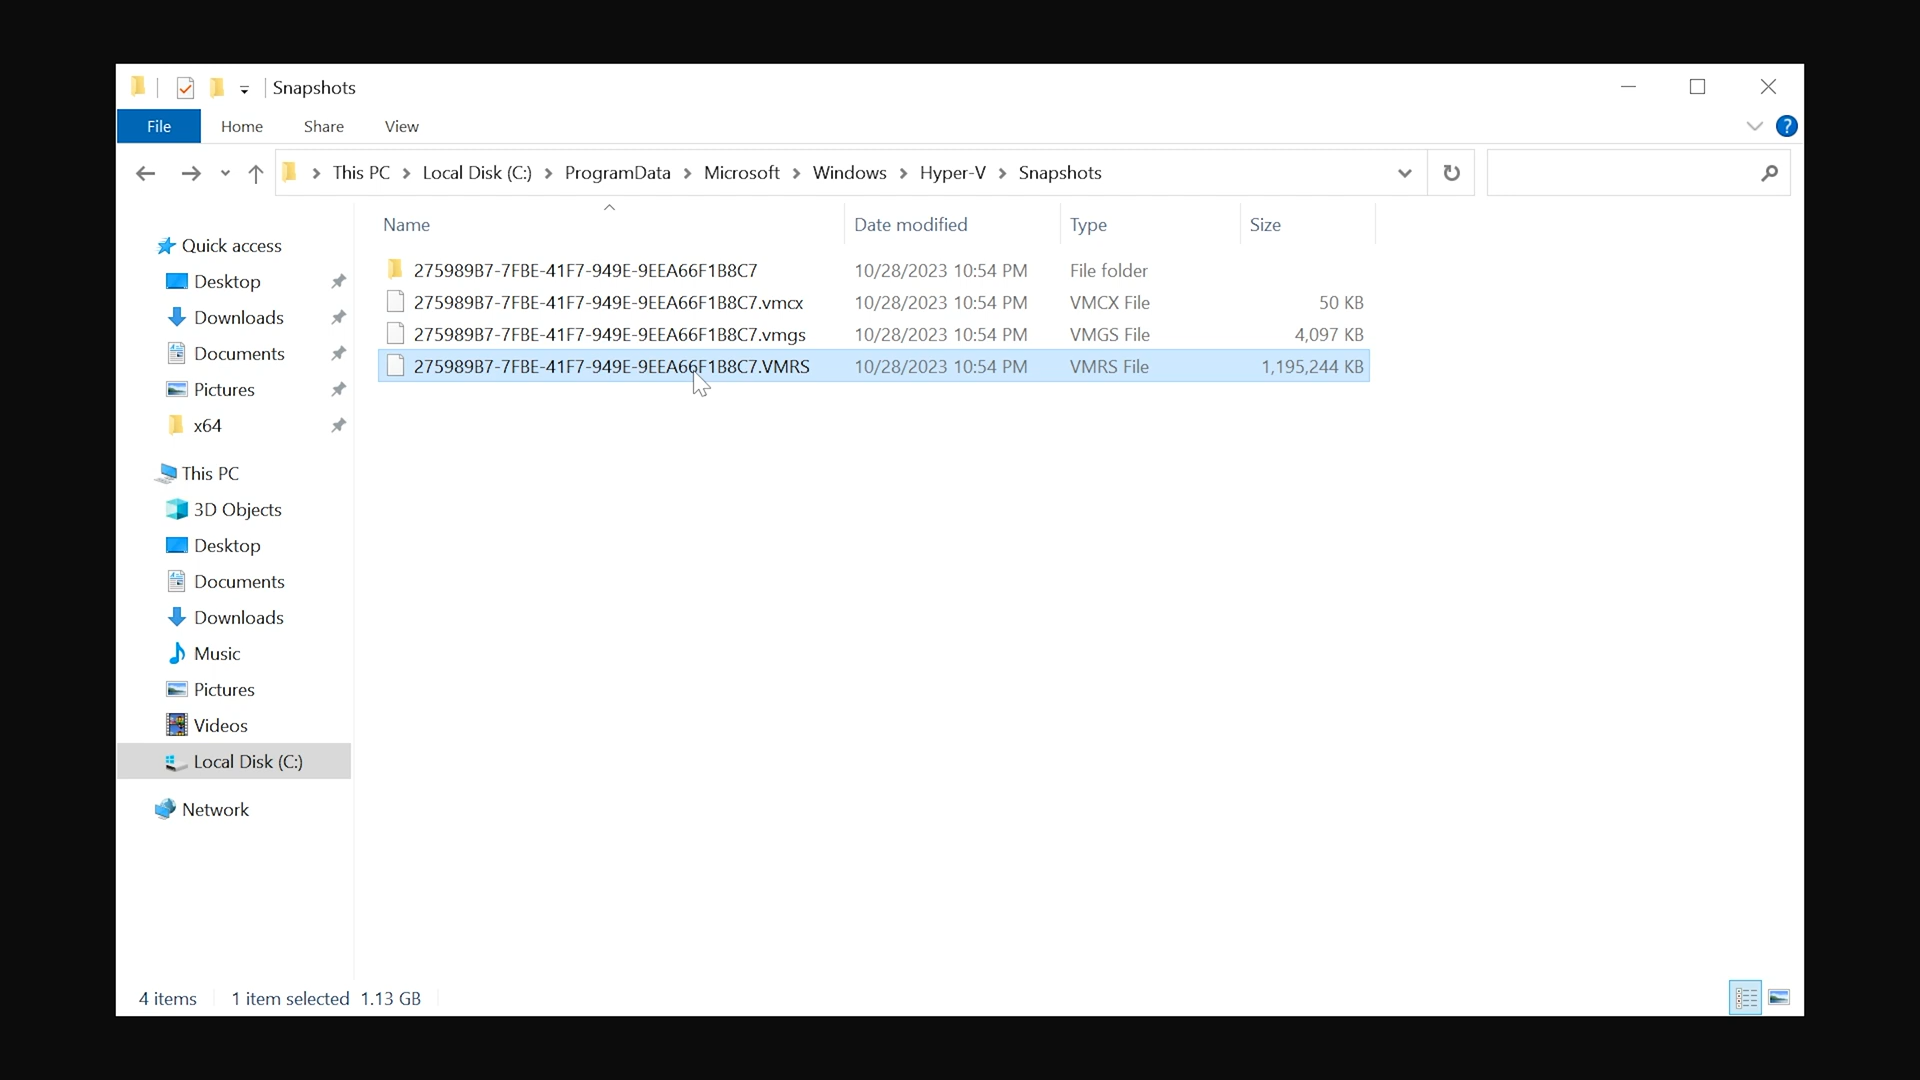 Snapshots
File Home Share View
?
This PC Local Disk (C:) ProgramData Microsoft Windows Hyper-V Snapshots
Name Date modified Type Size
275989B7-7FBE-41F7-949E-9EEA66F1B8C7 10/28/2023 10:54 PM File folder
275989B7-7FBE-41F7-949E-9EEA66F1B8C7.vmcx 10/28/2023 10:54 PM VMCX File 50 KB
275989B7-7FBE-41F7-949E-9EEA66F1B8C7.vmgs 10/28/2023 10:54 PM VMGS File 4,097 KB
275989B7-7FBE-41F7-949E-9EEA66F1B8C7.VMRS 10/28/2023 10:54 PM VMRS File 1,195,244 KB
Quick access
Desktop
Downloads
Documents
Pictures
x64
This PC
3D Objects
Desktop
Documents
Downloads
Music
Pictures
Videos
Local Disk (C:)
Network
4 items 1 item selected 1.13 GB